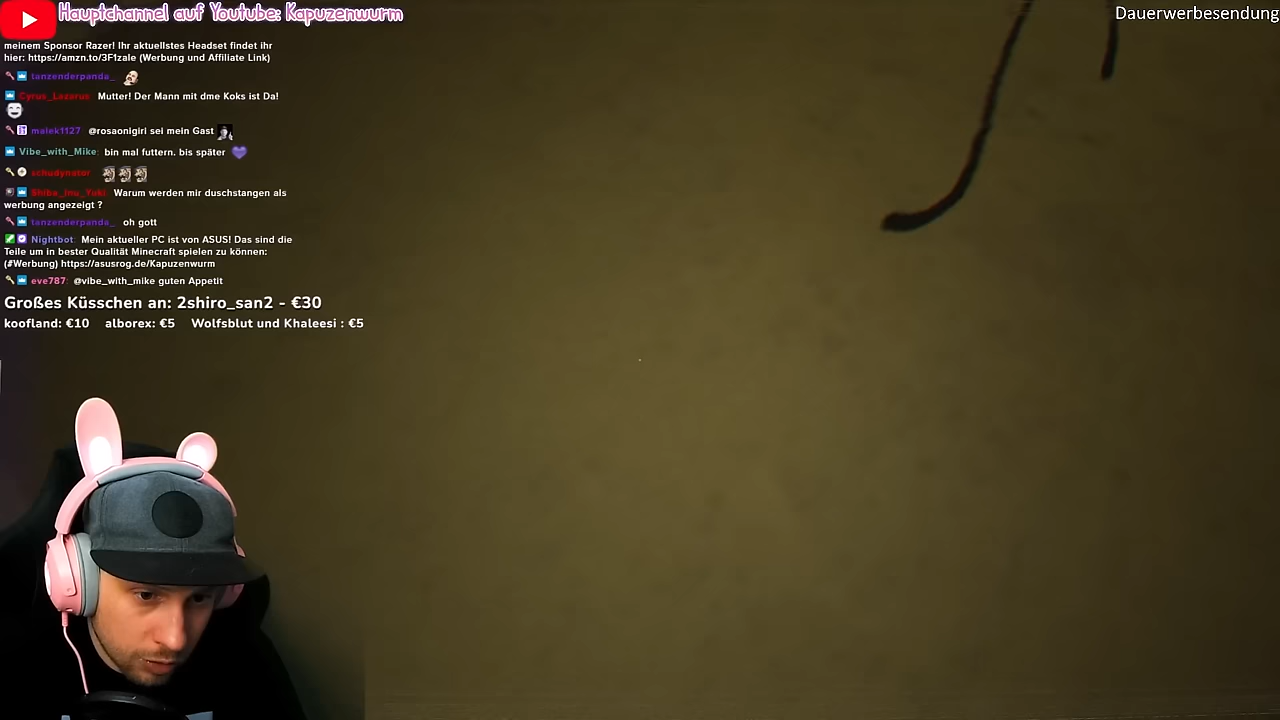 Hauptchannel auf Youtube: Kapuzenwurm
Dauerwerbesendung
meinem Sponsor Razer! Ihr aktuellstes Headset findet ihr
hier: https://amzn.to/3F1zale (Werbung und Affiliate Link)
tanzenderpanda_
Cyrus_Lazarus: Mutter! Der Mann mit dme Koks ist Da!
malek1127 @rosaonigiri sei mein Gast
Vibe_with_Mike: bin mal futtern. bis später
schudynator
Shiba_Inu_Yuki: Warum werden mir duschstangen als
werbung angezeigt ?
tanzenderpanda_ oh gott
Nightbot: Mein aktueller PC ist von ASUS! Das sind die
Teile um in bester Qualität Minecraft spielen zu können:
(#Werbung) https://asusrog.de/Kapuzenwurm
eve787: @vibe_with_mike guten Appetit
Großes Küsschen an: 2shiro_san2 - €30
koofland: €10 alborex: €5 Wolfsblut und Khaleesi : €5